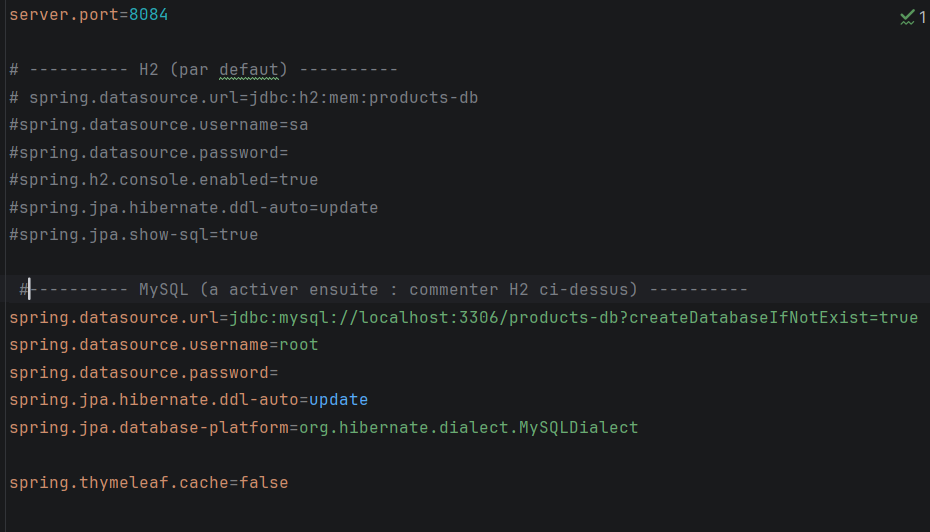 server.port=8084
1
# ---------- H2 (par defaut) ----------
# spring.datasource.url=jdbc:h2:mem:products-db
#spring.datasource.username=sa
#spring.datasource.password=
#spring.h2.console.enabled=true
#spring.jpa.hibernate.ddl-auto=update
#spring.jpa.show-sql=true
#---------- MySQL (a activer ensuite : commenter H2 ci-dessus) ----------
spring.datasource.url=jdbc:mysql://localhost:3306/products-db?createDatabaseIfNotExist=true
spring.datasource.username=root
spring.datasource.password=
spring.jpa.hibernate.ddl-auto=update
spring.jpa.database-platform=org.hibernate.dialect.MySQLDialect
spring.thymeleaf.cache=false